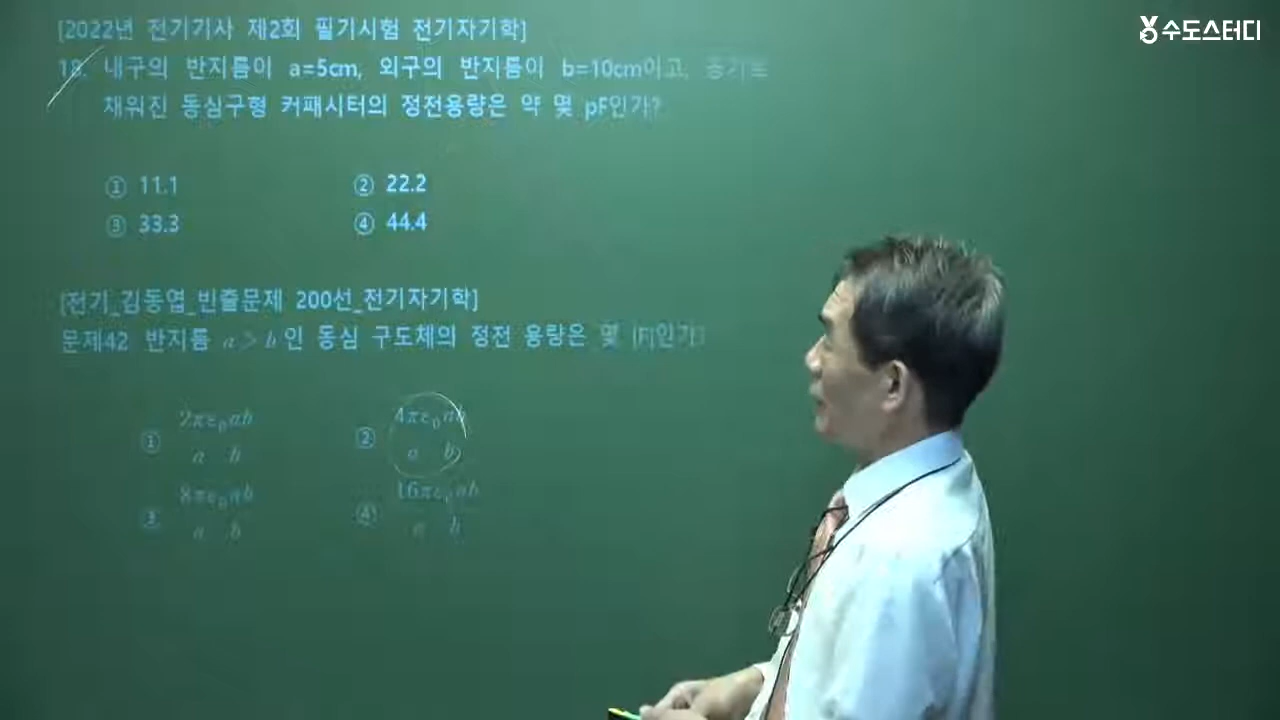 수도스터디
[2022년 전기기사 제2회 필기시험 전기자기학]
18. 내구의 반지름이 a=5cm, 외구의 반지름이 b=10cm이고, 공기로
채워진 동심구형 커패시터의 정전용량은 약 몇 pF인가?
① 11.1 ② 22.2
③ 33.3 ④ 44.4
[전기_김동엽_빈출문제 200선_전기자기학]
문제42 반지름 a > b 인 동심 구도체의 정전 용량은 몇 [F]인가?
2πε₀ab 4πε₀ab
① ②
a b a b
8πε₀ab 16πε₀ab
③ ④
a b a b